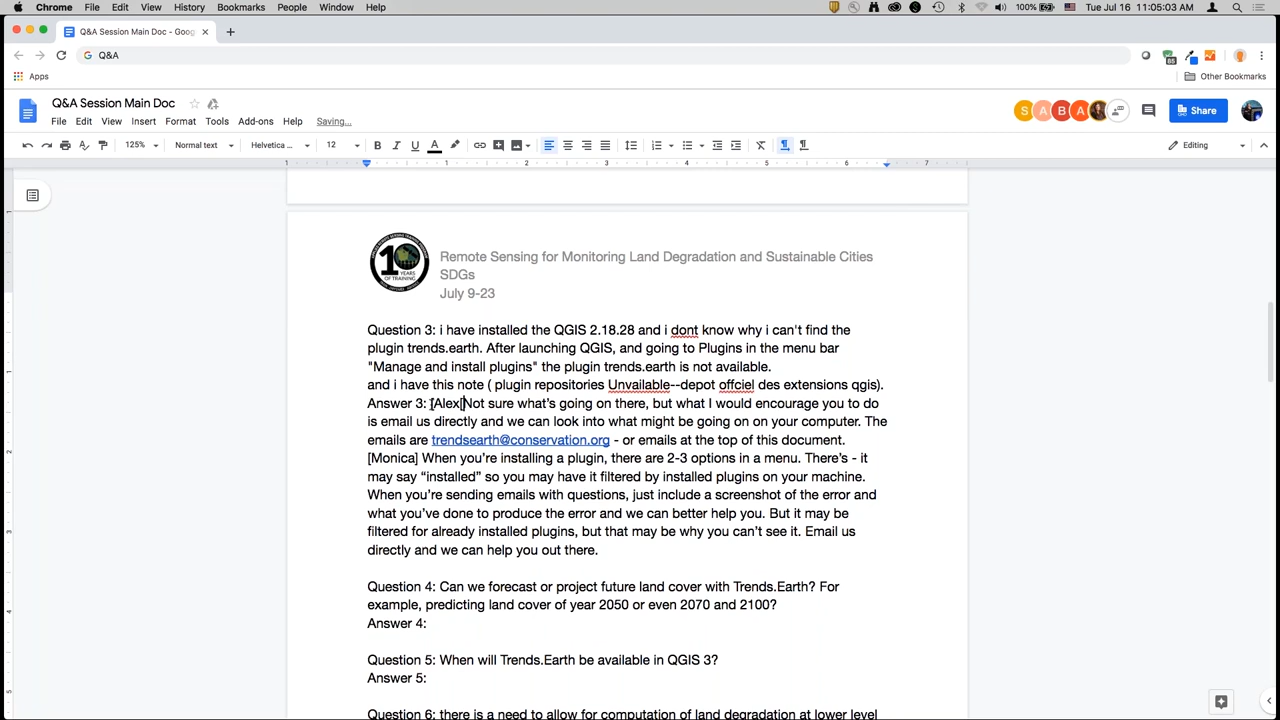 Chrome File Edit View History Bookmarks People Window Help 100% Tue Jul 16 11:05:03 AM
Q&A Session Main Doc - Goog
Q&A
Apps
Other Bookmarks
85
Q&A Session Main Doc
S A B A
Share
File Edit View Insert Format Tools Add-ons Help Saving...
125% Normal text Helvetica ... 12 B I U A Editing
1 1 2 3 4 5 6 7
10
YEARS
OF TRAINING
Remote Sensing for Monitoring Land Degradation and Sustainable Cities
SDGs
July 9-23
Question 3: i have installed the QGIS 2.18.28 and i dont know why i can't find the
plugin trends.earth. After launching QGIS, and going to Plugins in the menu bar
"Manage and install plugins" the plugin trends.earth is not available.
and i have this note ( plugin repositories Unvailable--depot offciel des extensions qgis).
Answer 3: [Alex[Not sure what's going on there, but what I would encourage you to do
is email us directly and we can look into what might be going on on your computer. The
emails are trendsearth@conservation.org - or emails at the top of this document.
[Monica] When you're installing a plugin, there are 2-3 options in a menu. There's - it
may say “installed” so you may have it filtered by installed plugins on your machine.
When you're sending emails with questions, just include a screenshot of the error and
what you've done to produce the error and we can better help you. But it may be
filtered for already installed plugins, but that may be why you can't see it. Email us
directly and we can help you out there.
Question 4: Can we forecast or project future land cover with Trends.Earth? For
example, predicting land cover of year 2050 or even 2070 and 2100?
Answer 4:
Question 5: When will Trends.Earth be available in QGIS 3?
Answer 5:
Question 6: there is a need to allow for computation of land degradation at lower level